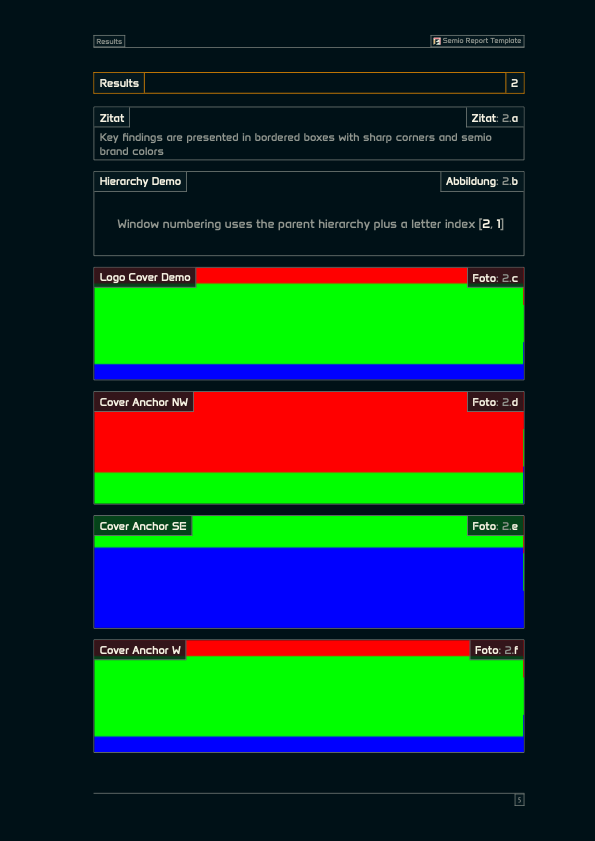 Results
Semio Report Template
Results
2
Zitat
Zitat: 2.a
Key findings are presented in bordered boxes with sharp corners and semio
brand colors
Hierarchy Demo
Abbildung: 2.b
Window numbering uses the parent hierarchy plus a letter index [2, 1]
Logo Cover Demo
Foto: 2.c
Cover Anchor NW
Foto: 2.d
Cover Anchor SE
Foto: 2.e
Cover Anchor W
Foto: 2.f
5